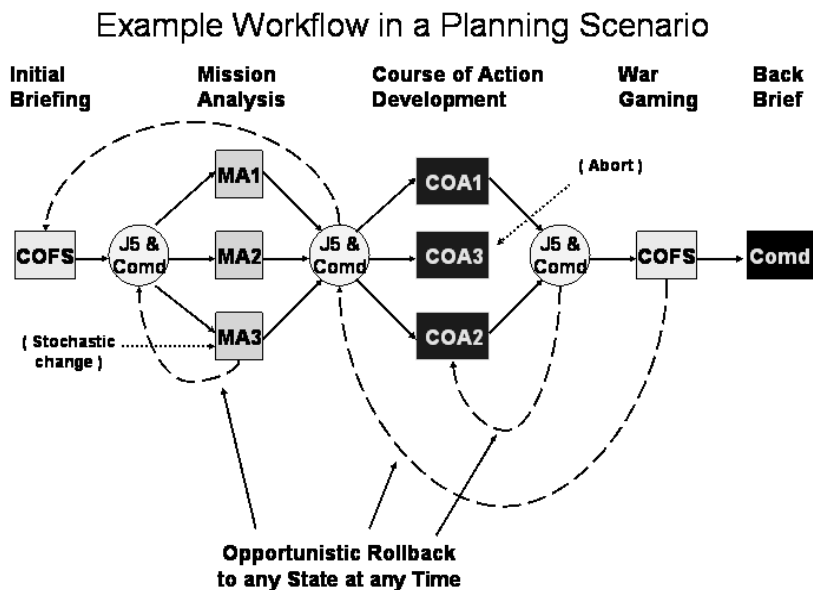 Example Workflow in a Planning Scenario
Initial
Briefing
Mission
Analysis
Course of Action
Development
War
Gaming
Back
Brief
MA1
COA1
( Abort )
COFS
J5 &
Comd
MA2
J5 &
Comd
COA3
J5 &
Comd
COFS
Comd
( Stochastic
change )
MA3
COA2
Opportunistic Rollback
to any State at any Time